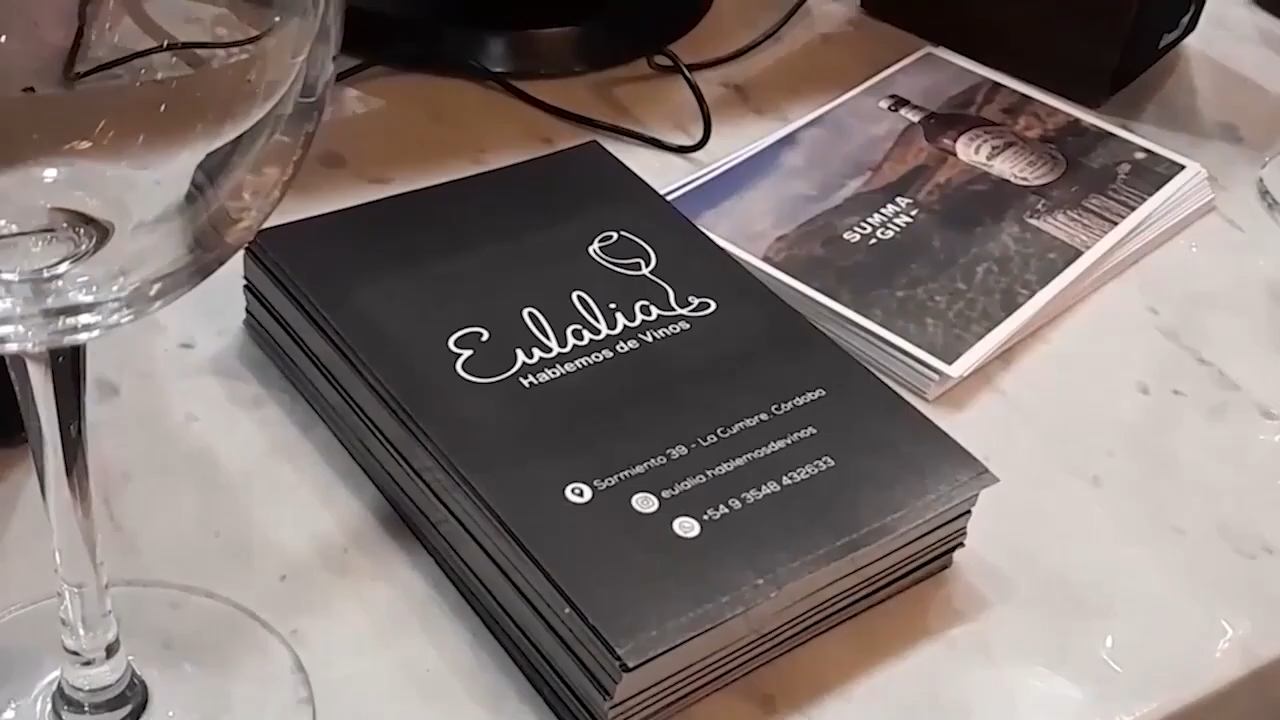 Eulalia
Hablemos de Vinos
Sarmiento 39 - La Cumbre, Córdoba
eulalia.hablemosdevinos
+54 9 3548 432633
SUMMA
-GIN-